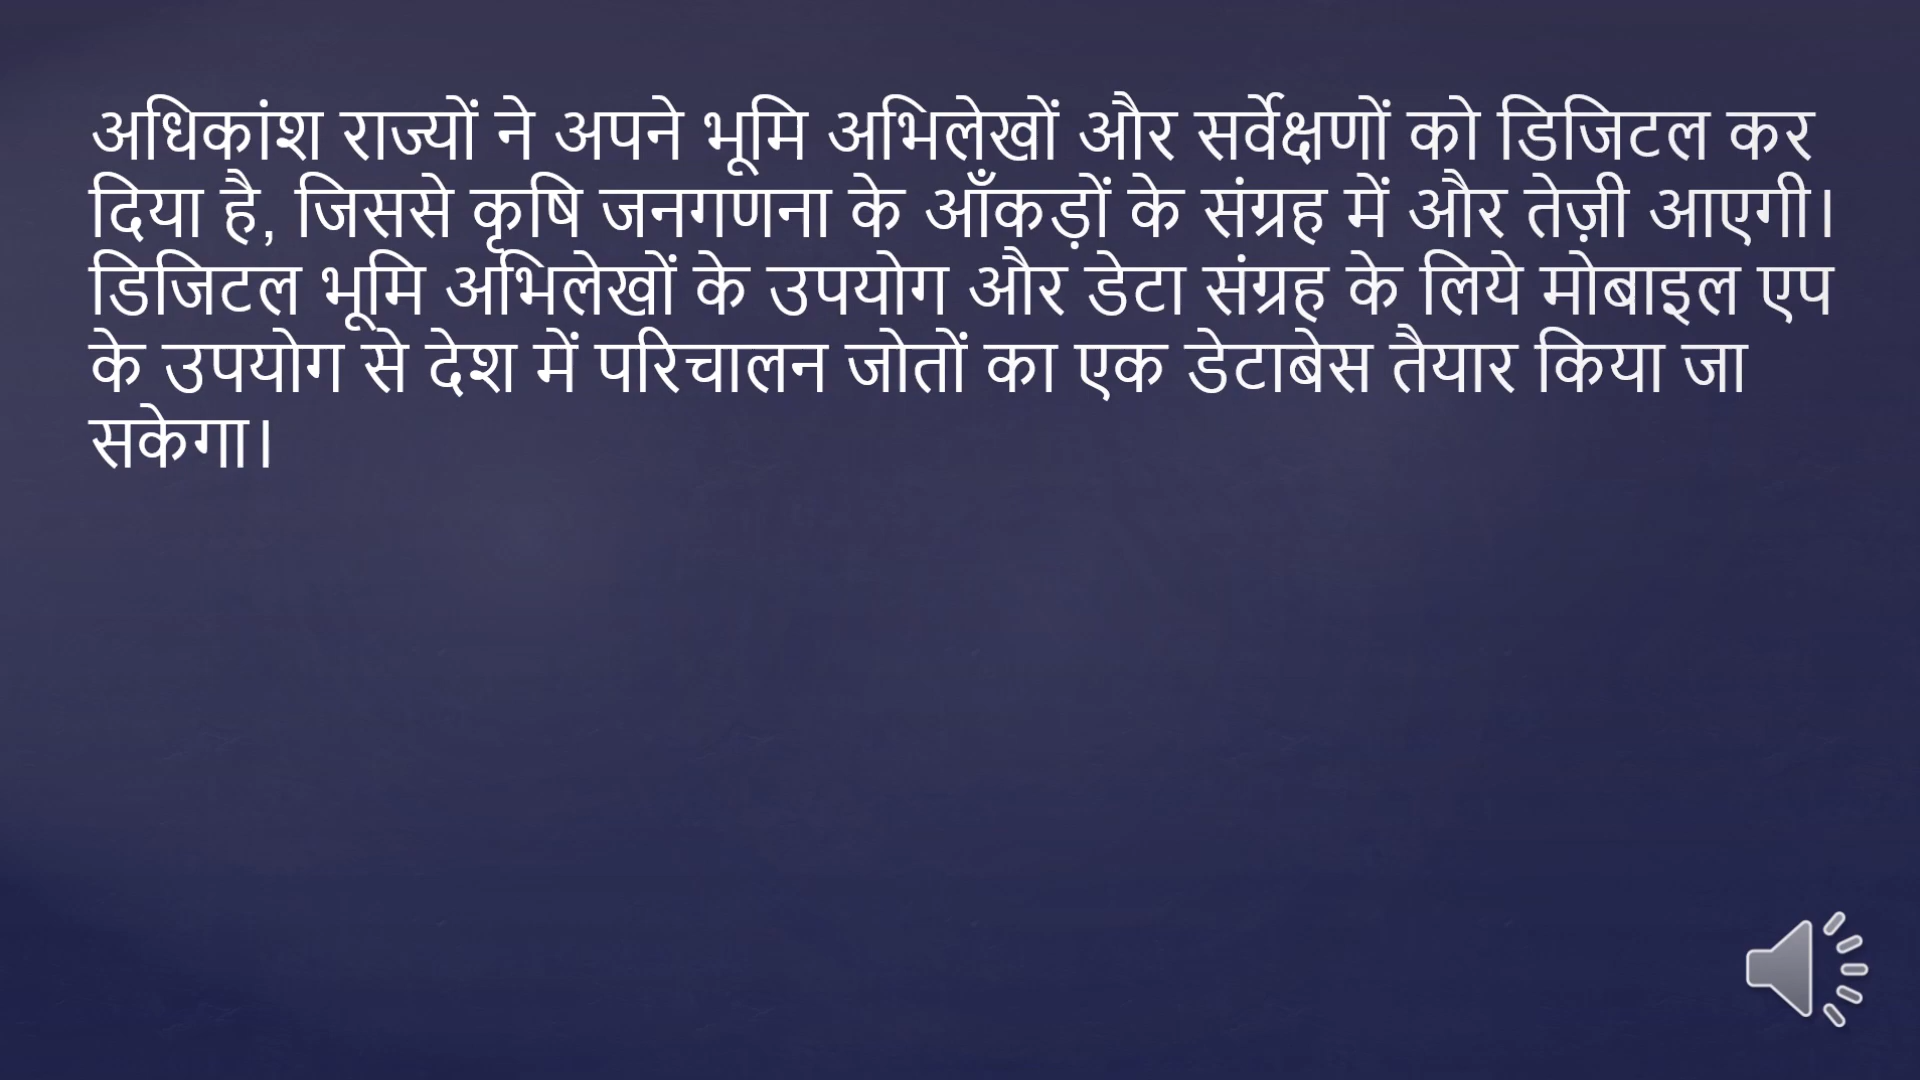 अधिकांश राज्यों ने अपने भूमि अभिलेखों और सर्वेक्षणों को डिजिटल कर
दिया है, जिससे कृषि जनगणना के आँकड़ों के संग्रह में और तेज़ी आएगी।
डिजिटल भूमि अभिलेखों के उपयोग और डेटा संग्रह के लिये मोबाइल एप
के उपयोग से देश में परिचालन जोतों का एक डेटाबेस तैयार किया जा
सकेगा।